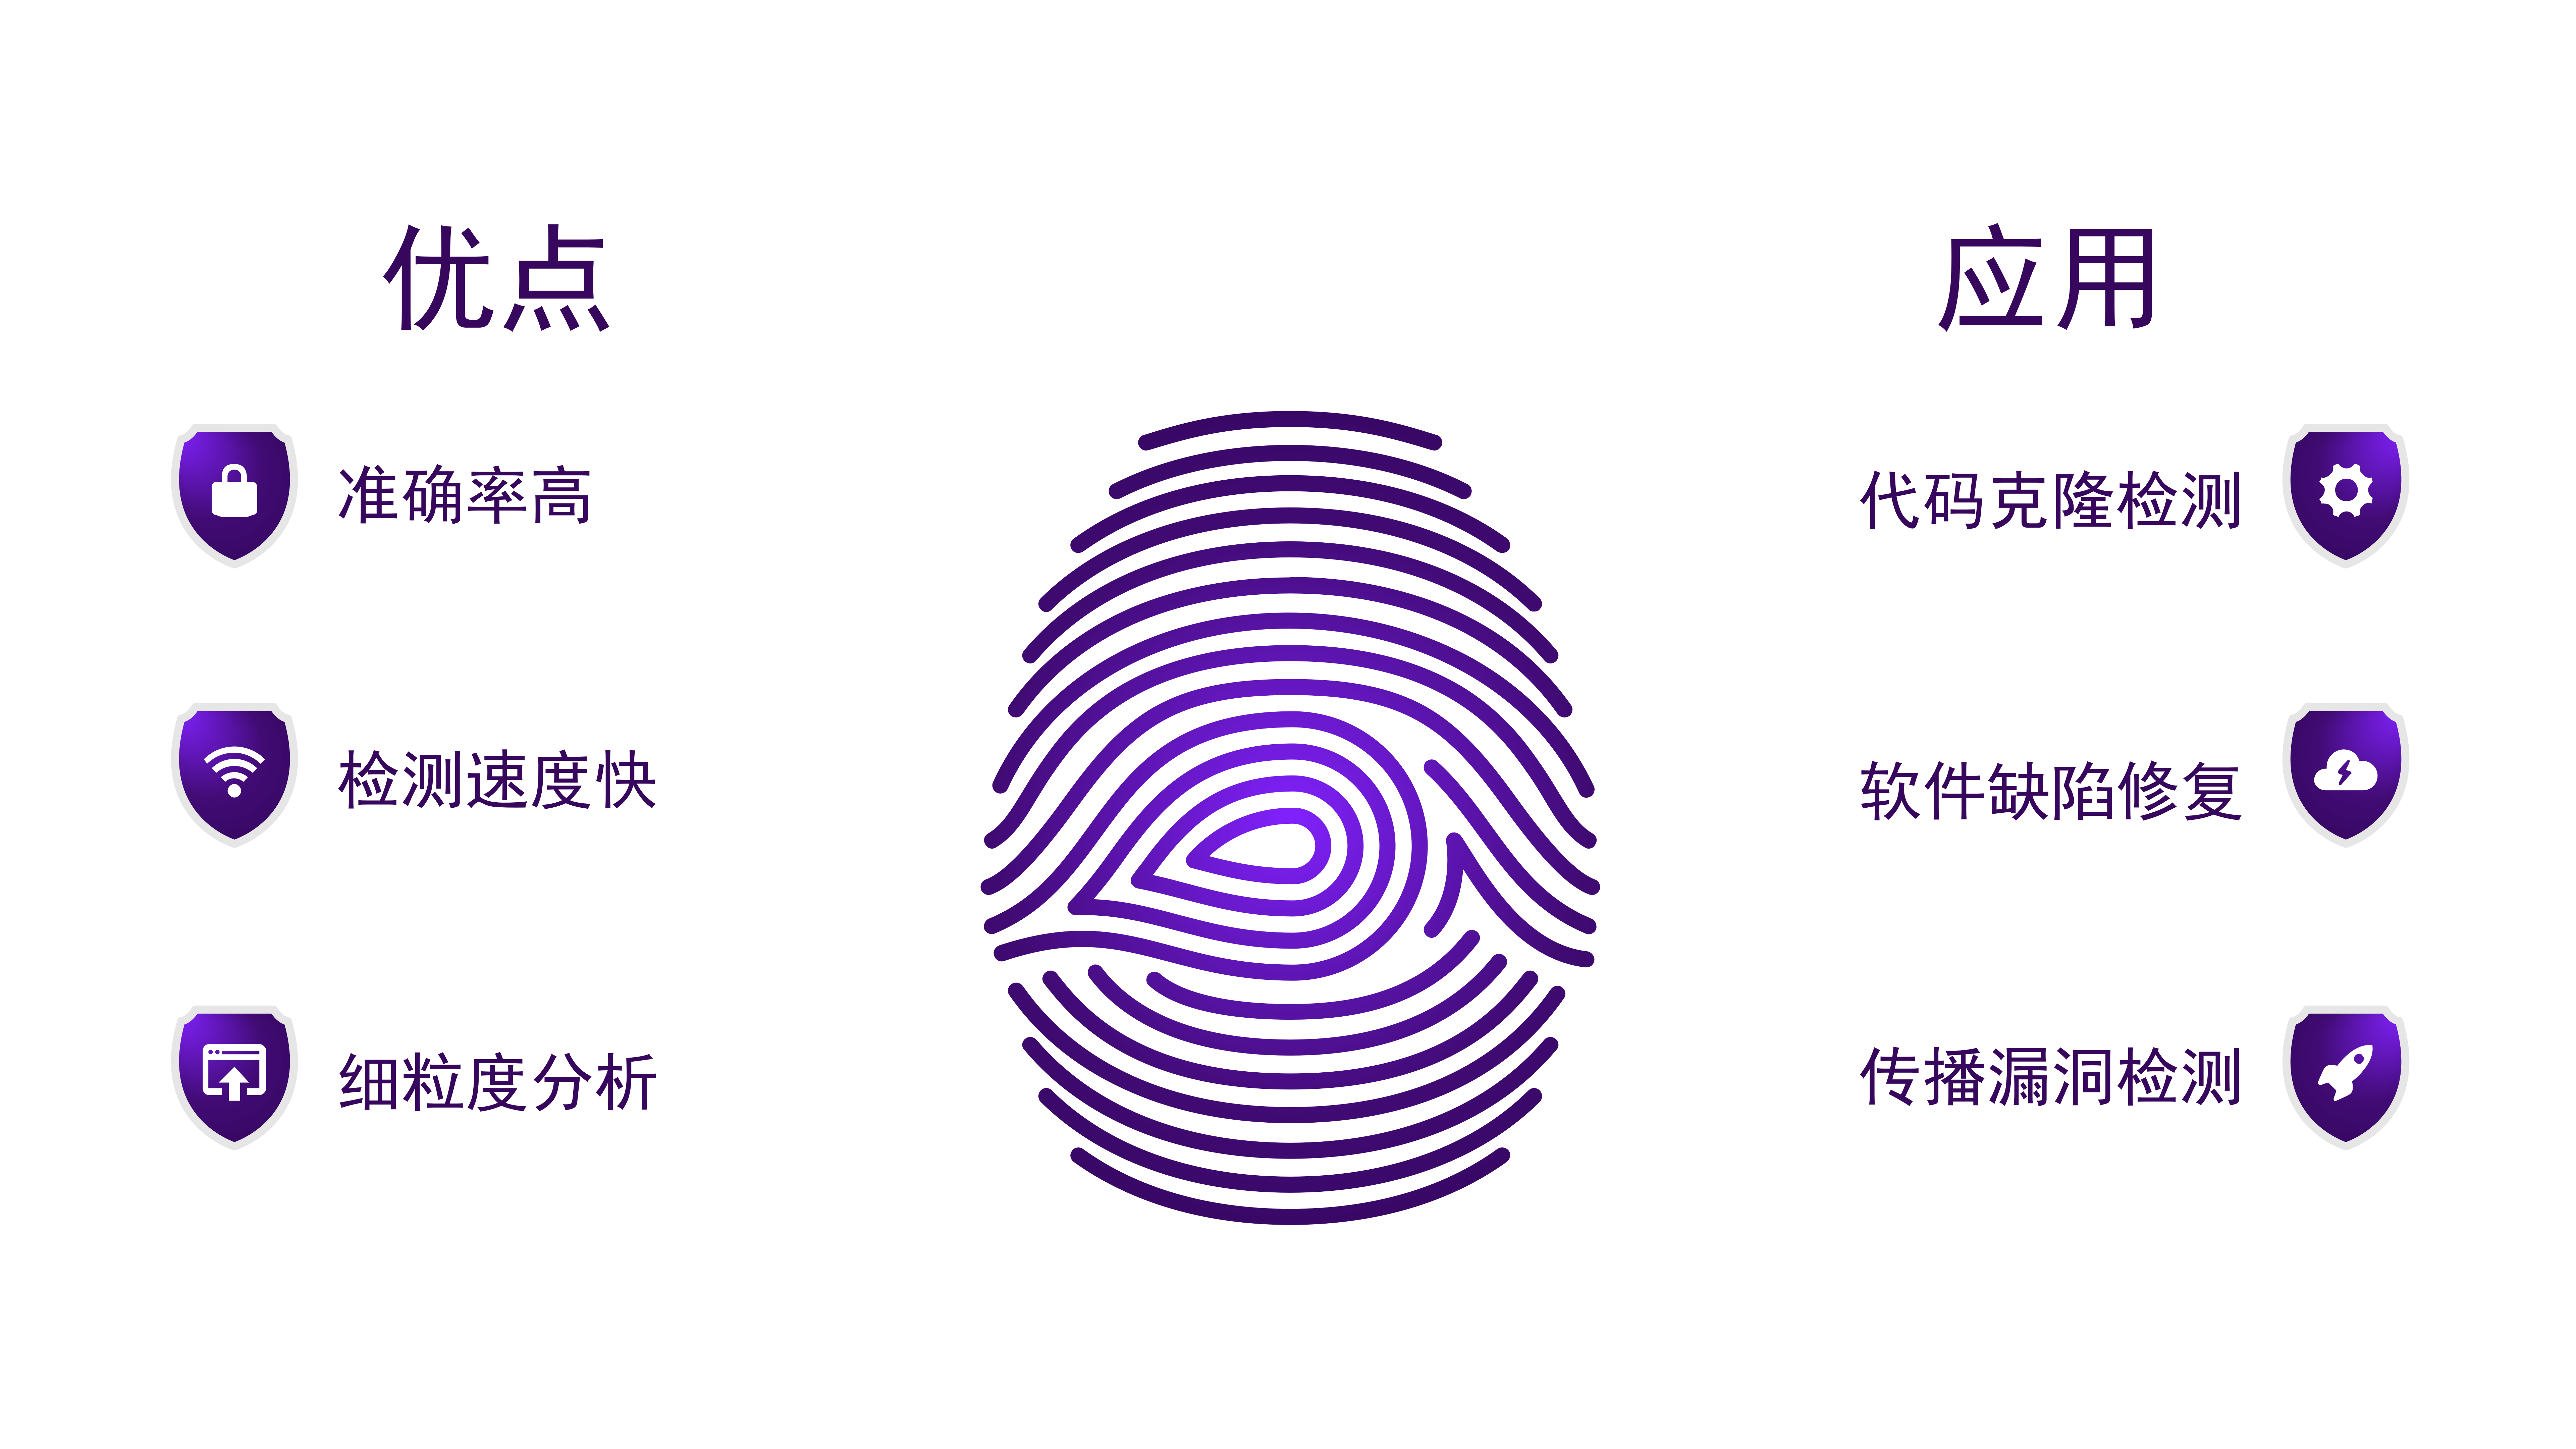 优点
准确率高
检测速度快
细粒度分析
应用
代码克隆检测
软件缺陷修复
传播漏洞检测